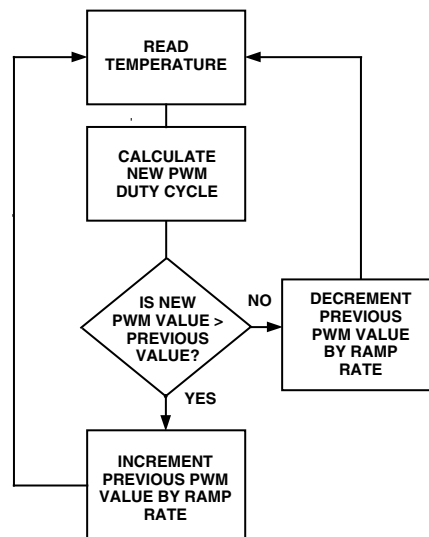 READ
TEMPERATURE
CALCULATE
NEW PWM
DUTY CYCLE
IS NEW
PWM VALUE >
PREVIOUS
VALUE?
NO
DECREMENT
PREVIOUS
PWM VALUE
BY RAMP
RATE
YES
INCREMENT
PREVIOUS PWM
VALUE BY RAMP
RATE